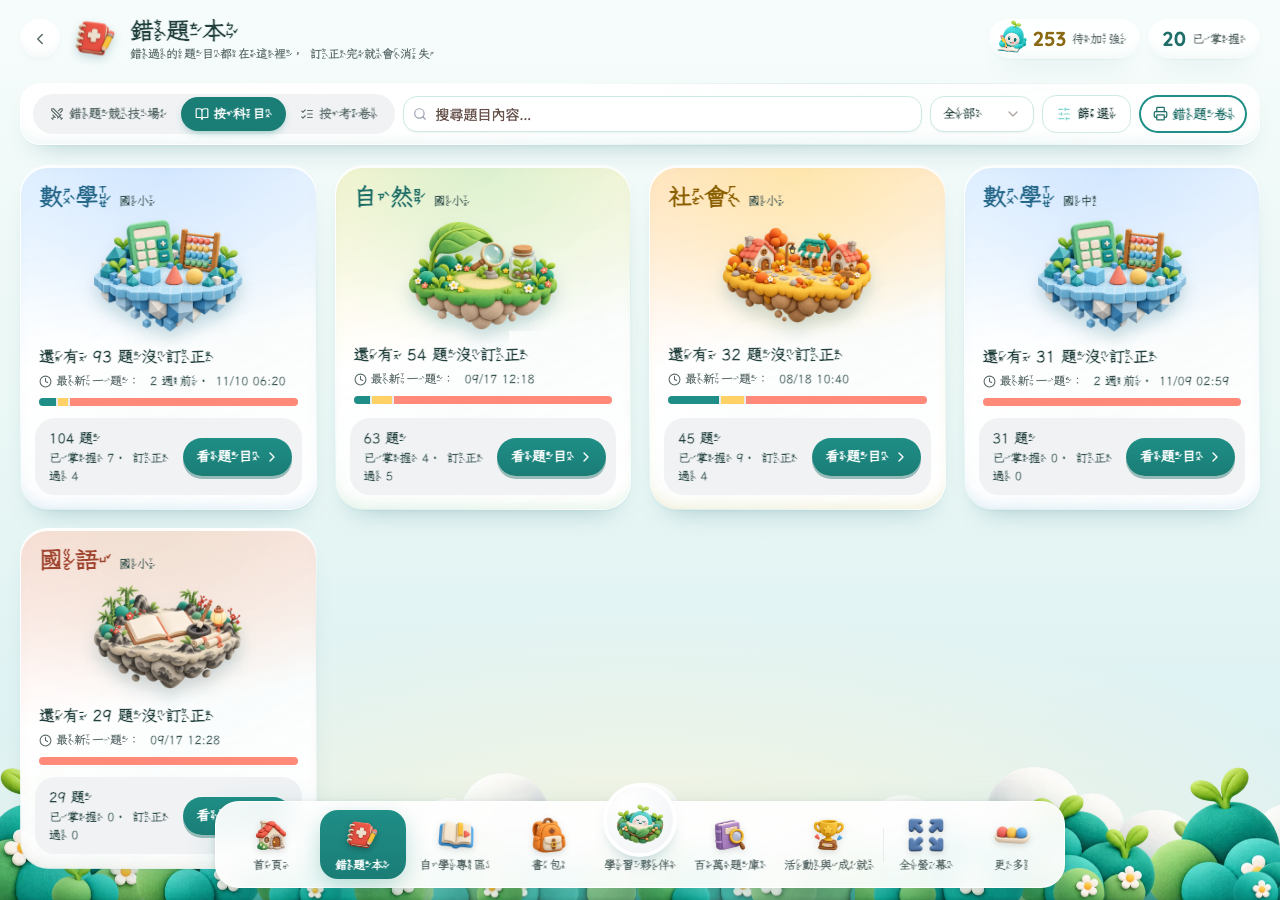 錯題本
錯過的題目都在這裡，訂正完就會消失
253 待加強
20 已掌握
錯題競技場
按科目
按考卷
搜尋題目內容...
全部
篩選
錯題卷
數學 國小
還有 93 題沒訂正
最新一題： 2 週前・ 11/10 06:20
104 題
已掌握 7・ 訂正
過 4
看題目
自然 國小
還有 54 題沒訂正
最新一題： 09/17 12:18
63 題
已掌握 4・ 訂正
過 5
看題目
社會 國小
還有 32 題沒訂正
最新一題： 08/18 10:40
45 題
已掌握 9・ 訂正
過 4
看題目
數學 國中
還有 31 題沒訂正
最新一題： 2 週前・ 11/09 02:59
31 題
已掌握 0・ 訂正
過 0
看題目
國語 國小
還有 29 題沒訂正
最新一題： 09/17 12:28
29 題
已掌握 0・ 訂正
過 0
看
首頁
錯題本
自學專區
書包
學習夥伴
百萬題庫
活動與成就
全螢幕
更多